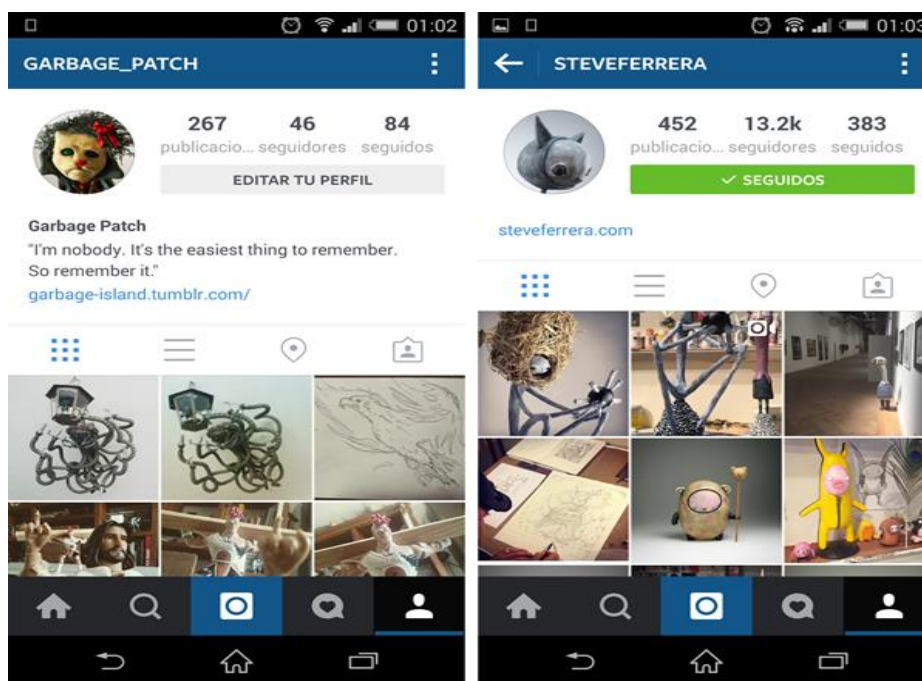 01:02
GARBAGE_PATCH
267 46 84
publicacio... seguidores seguidos
EDITAR TU PERFIL
Garbage Patch
"I'm nobody. It's the easiest thing to remember.
So remember it."
garbage-island.tumblr.com/
01:03
STEVEFERRERA
452 13.2k 383
publicacio... seguidores seguidos
✓ SEGUIDOS
steveferrera.com